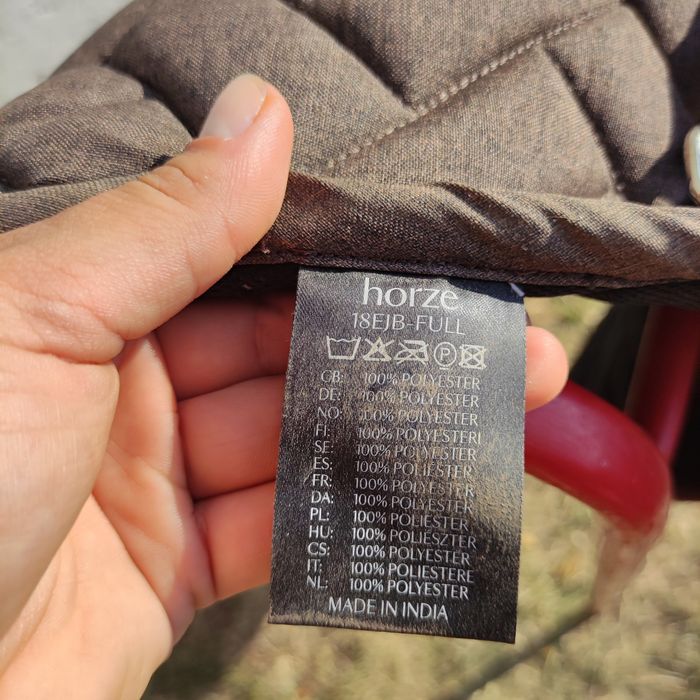 horze
18EJB-FULL
GB: 100% POLYESTER
DE: 100% POLYESTER
NO: 100% POLYESTER
FI: 100% POLYESTERI
SE: 100% POLYESTER
ES: 100% POLIESTER
FR: 100% POLYESTER
DA: 100% POLYESTER
PL: 100% POLIESTER
HU: 100% POLIESZTER
CS: 100% POLYESTER
IT: 100% POLIESTERE
NL: 100% POLYESTER
MADE IN INDIA